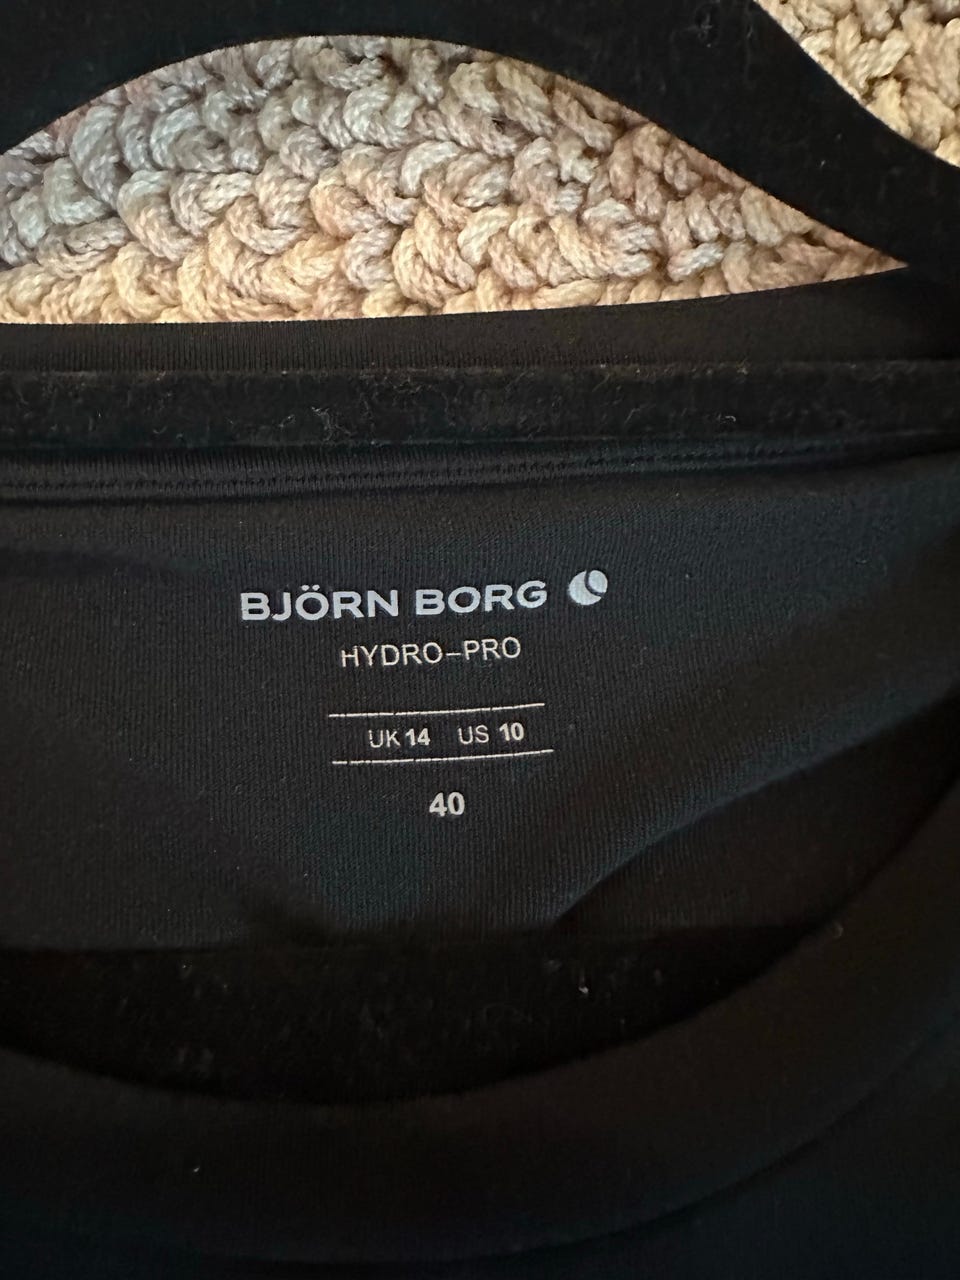 BJÖRN BORG
HYDRO-PRO
UK 14 US 10
40